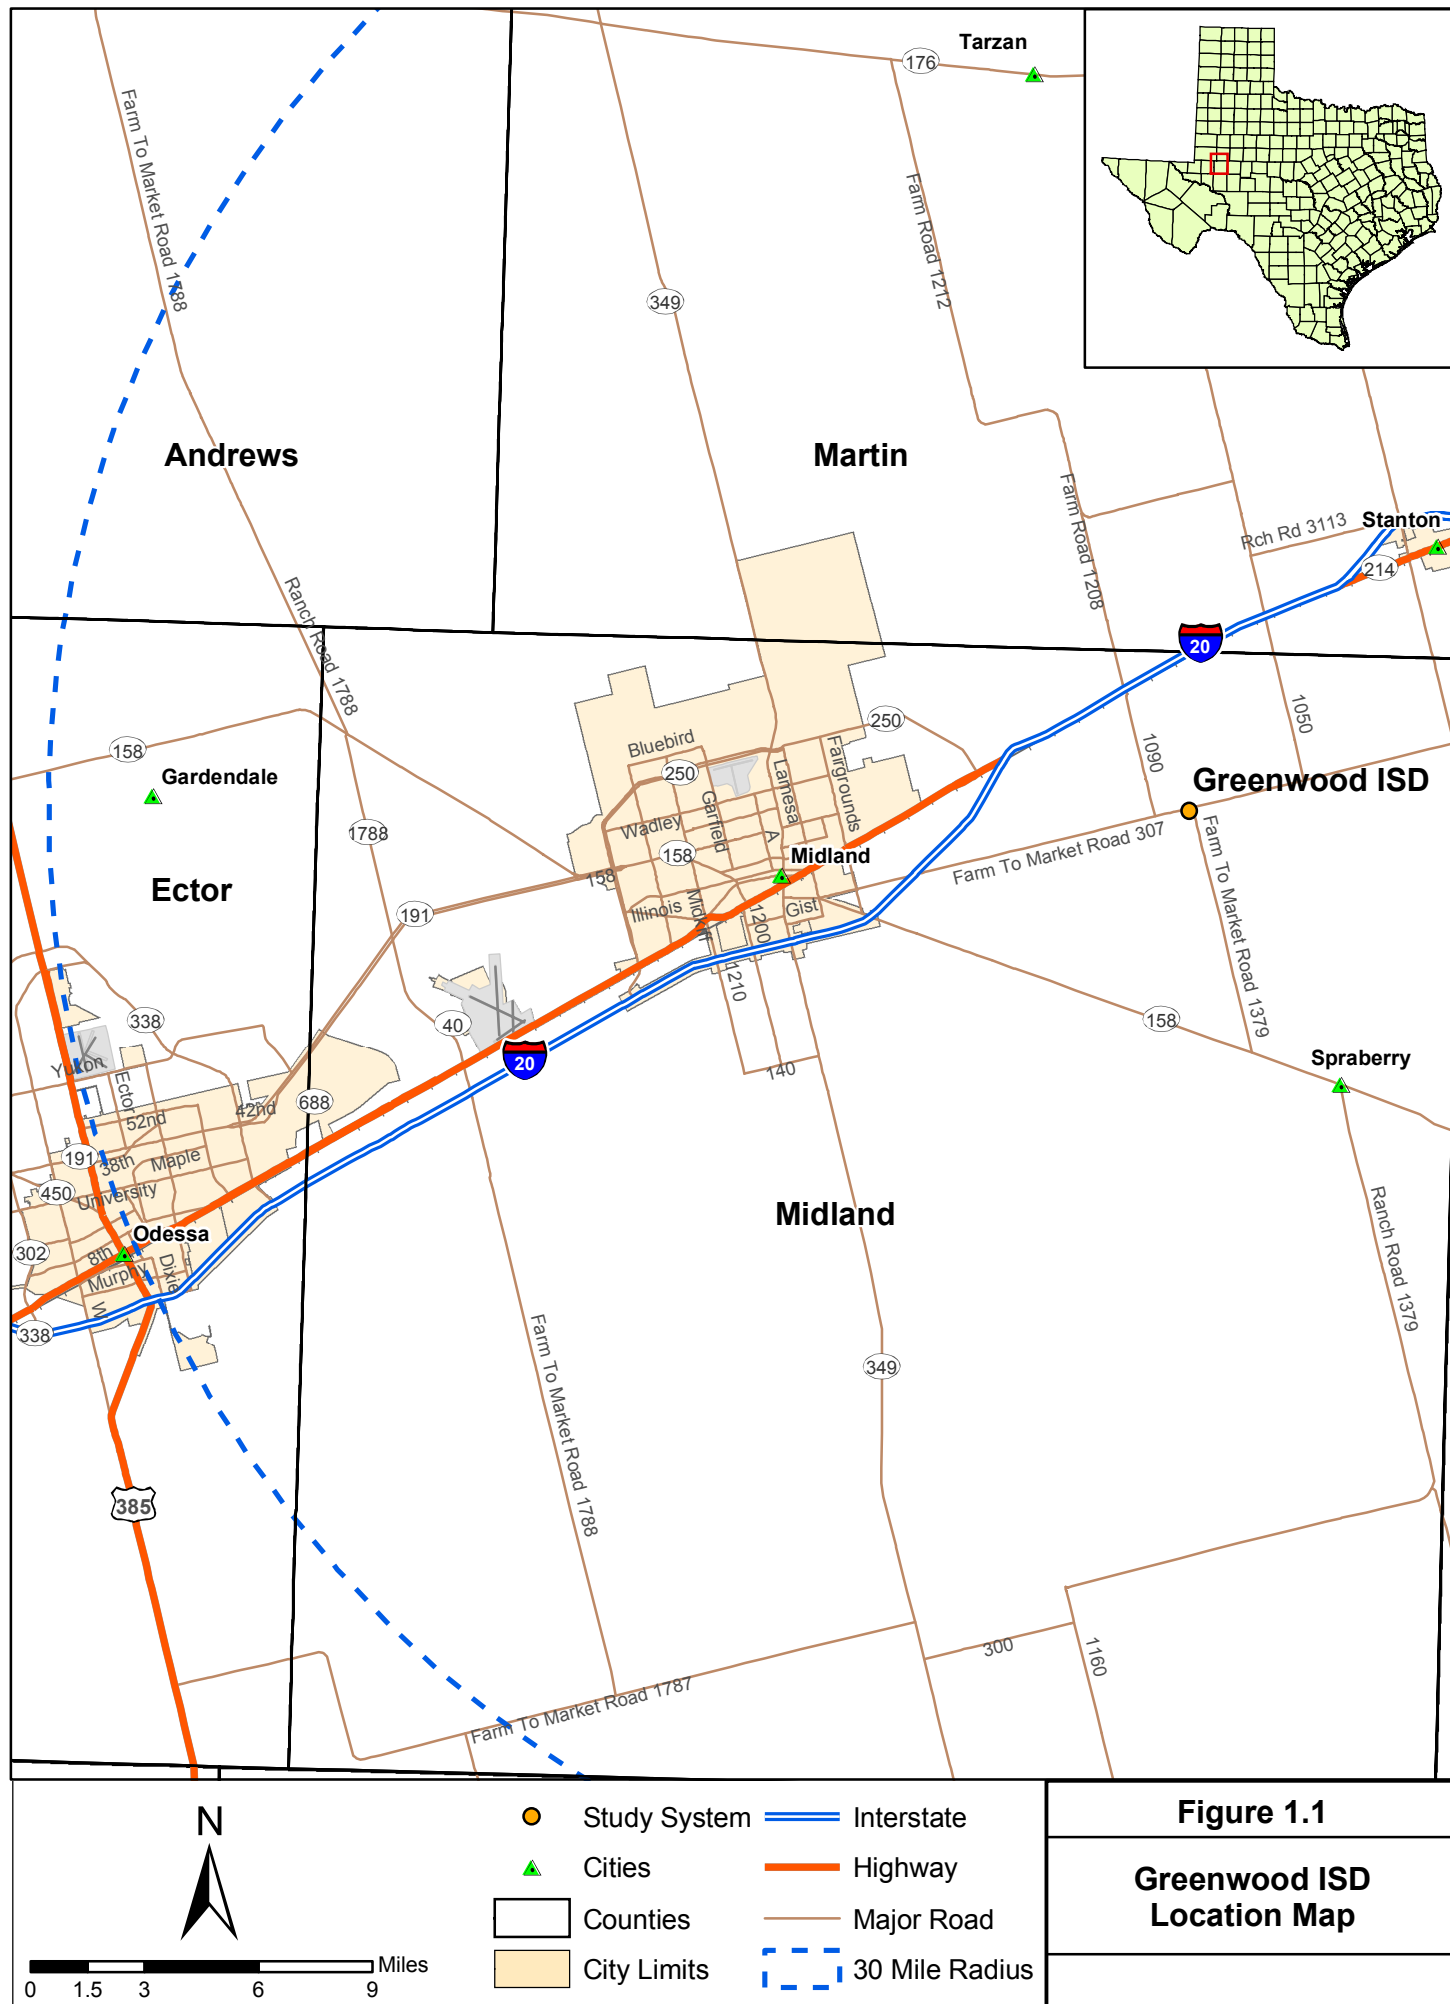 Tarzan
176
Farm To Market Road 1788
Farm Road 1212
349
Andrews
Martin
Farm Road 1208
Rch Rd 3113
Stanton
214
Ranch Road 1788
20
1050
250
158
Bluebird
Fairgrounds
1090
Gardendale
250
Lamesa
Greenwood ISD
Garfield
1788
Wadley
A
Farm To Market Road 307
Farm To Market Road 1379
158
Midland
158
Ector
191
Illinois
Midkiff
1200
Gist
1210
338
40
158
20
Yukon
Ector
140
Spraberry
52nd
42nd
688
191
38th
Maple
450
University
Midland
Ranch Road 1379
302
8th
Odessa
Murphy
Dixie
W
338
Farm To Market Road 1788
349
385
300
1160
Farm To Market Road 1787
N
Miles
0 1.5 3 6 9
Study System
Cities
Counties
City Limits
Interstate
Highway
Major Road
30 Mile Radius
Figure 1.1
Greenwood ISD
Location Map